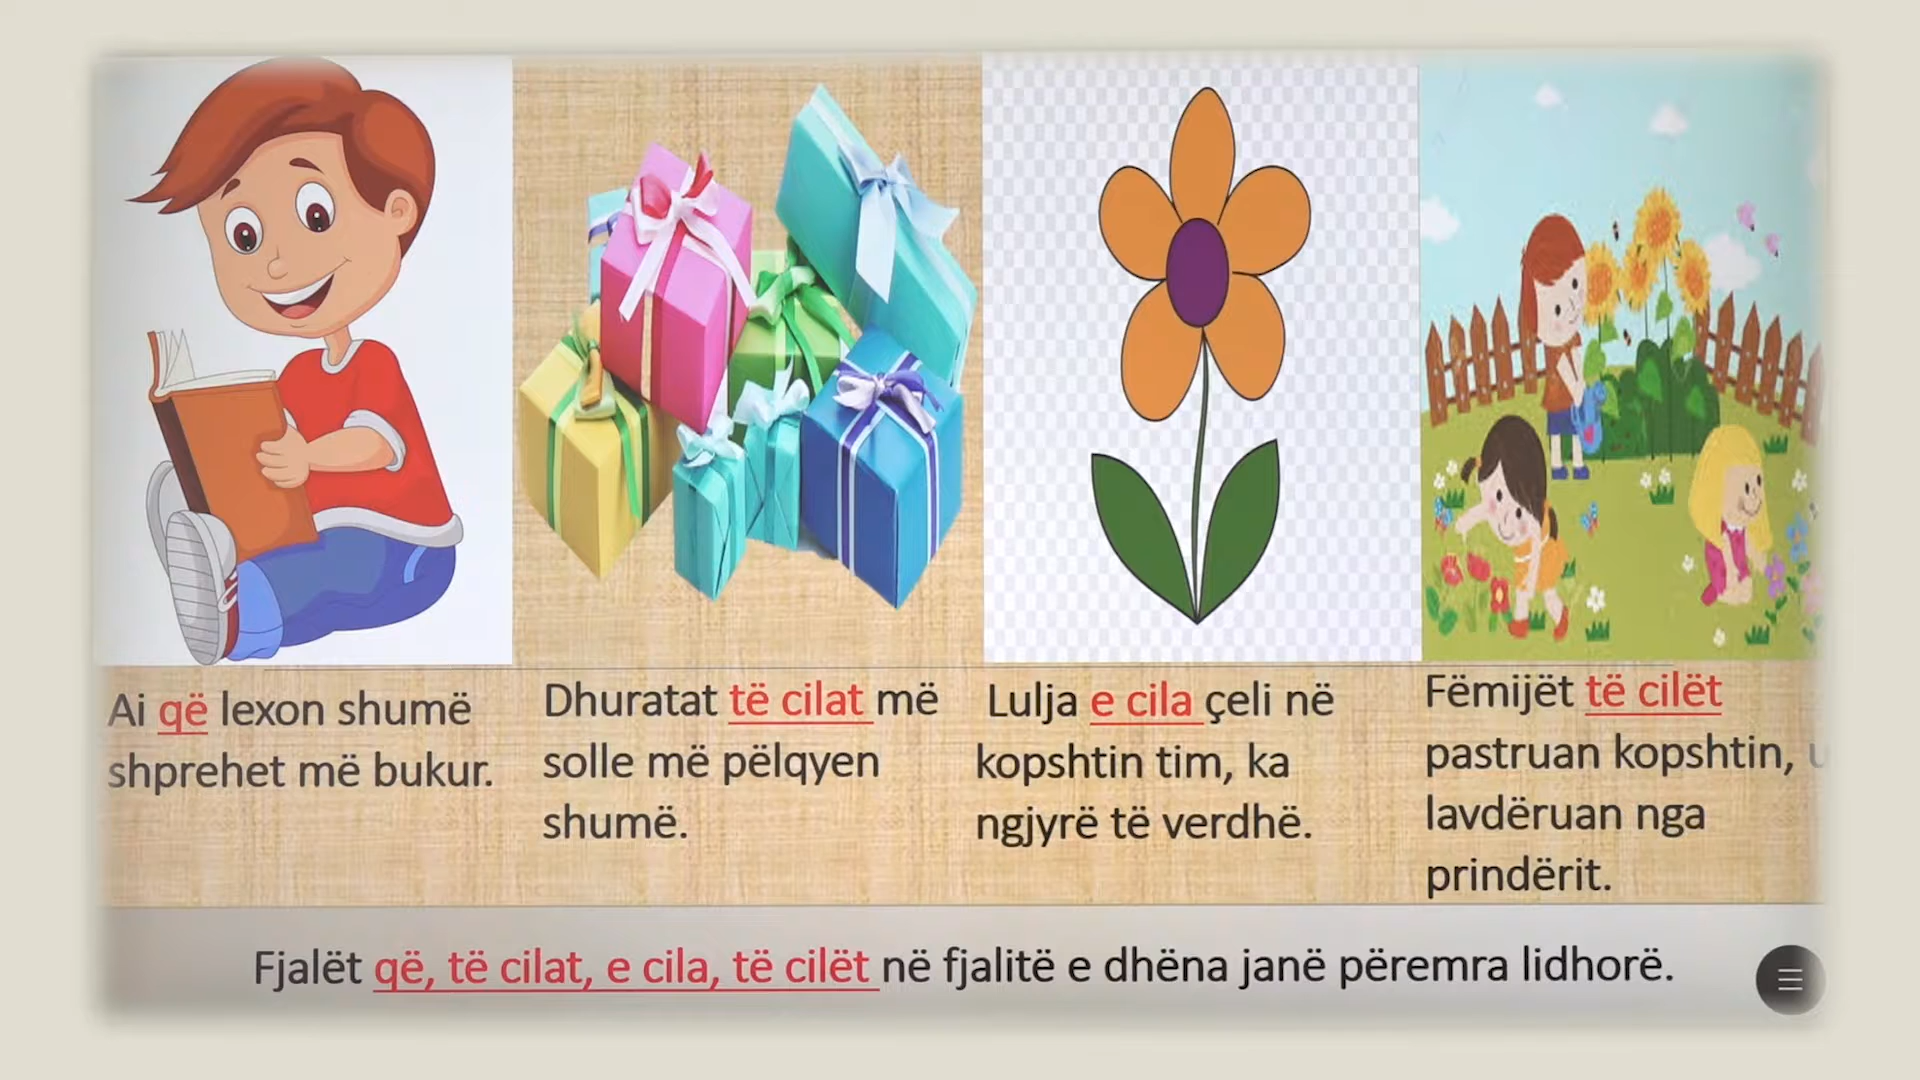 Ai që lexon shumë
shprehet më bukur.
Dhuratat të cilat më
solle më pëlqyen
shumë.
Lulja e cila çeli në
kopshtin tim, ka
ngjyrë të verdhë.
Fëmijët të cilët
pastruan kopshtin, u
lavdëruan nga
prindërit.
Fjalët që, të cilat, e cila, të cilët në fjalitë e dhëna janë përemra lidhorë.